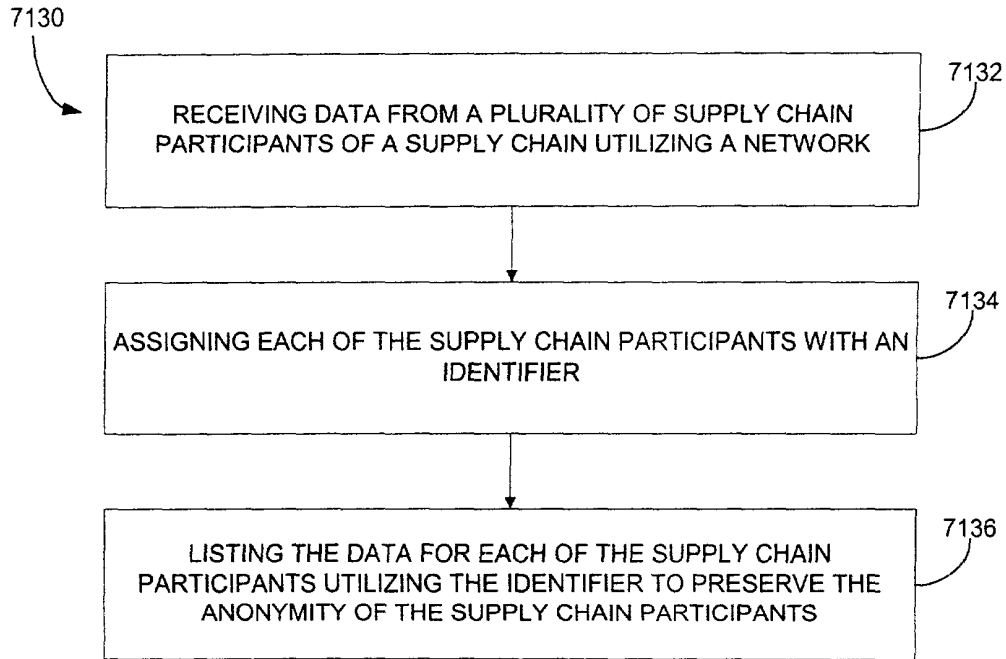 7130
7132
RECEIVING DATA FROM A PLURALITY OF SUPPLY CHAIN
PARTICIPANTS OF A SUPPLY CHAIN UTILIZING A NETWORK
7134
ASSIGNING EACH OF THE SUPPLY CHAIN PARTICIPANTS WITH AN
IDENTIFIER
7136
LISTING THE DATA FOR EACH OF THE SUPPLY CHAIN
PARTICIPANTS UTILIZING THE IDENTIFIER TO PRESERVE THE
ANONYMITY OF THE SUPPLY CHAIN PARTICIPANTS